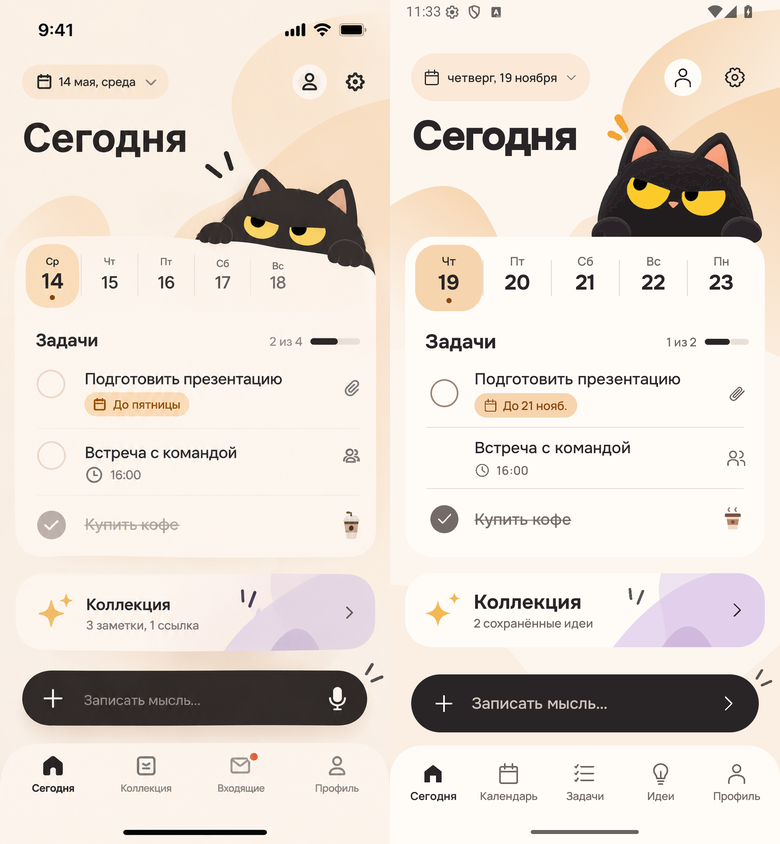 9:41
14 мая, среда
Сегодня
Ср
14
Чт
15
Пт
16
Сб
17
Вс
18
Задачи
2 из 4
Подготовить презентацию
До пятницы
Встреча с командой
16:00
Купить кофе
Коллекция
3 заметки, 1 ссылка
Записать мысль...
Сегодня
Коллекция
Входящие
Профиль
11:33
A
четверг, 19 ноября
Сегодня
Чт
19
Пт
20
Сб
21
Вс
22
Пн
23
Задачи
1 из 2
Подготовить презентацию
До 21 нояб.
Встреча с командой
16:00
Купить кофе
Коллекция
2 сохранённые идеи
Записать мысль...
Сегодня
Календарь
Задачи
Идеи
Профиль